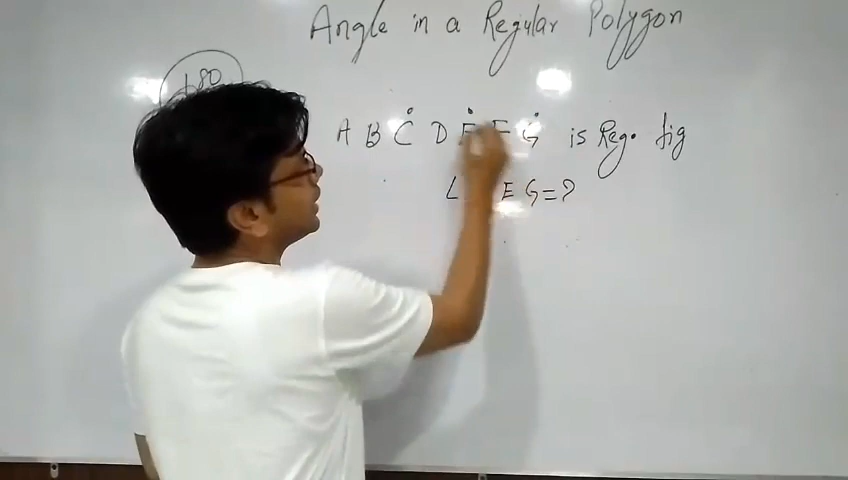 Angle in a Regular Polygon
180
A B C D E F G is Reg. fig
∠ E G = ?